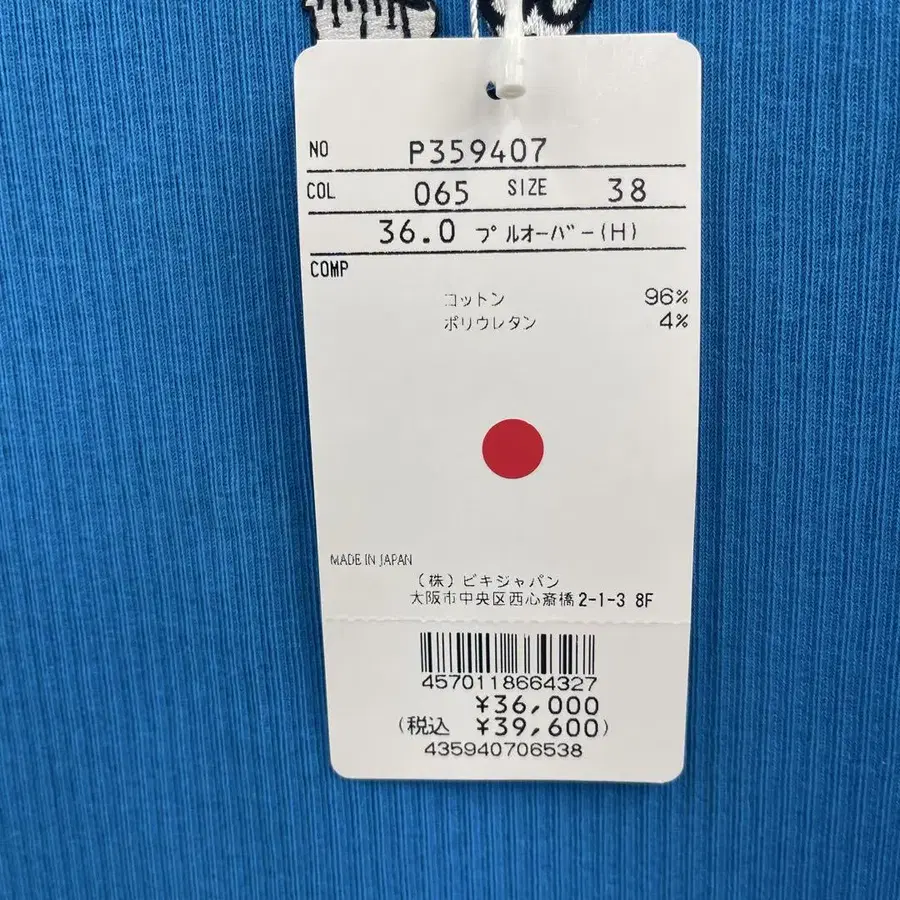 NO P359407
COL 065 SIZE 38
36.0 プルオーバー(H)
COMP
コットン 96%
ポリウレタン 4%
MADE IN JAPAN
(株)ビキジャパン
大阪市中央区西心斎橋2-1-3 8F
4570118664327
¥36,000
(税込 ¥39,600)
435940706538